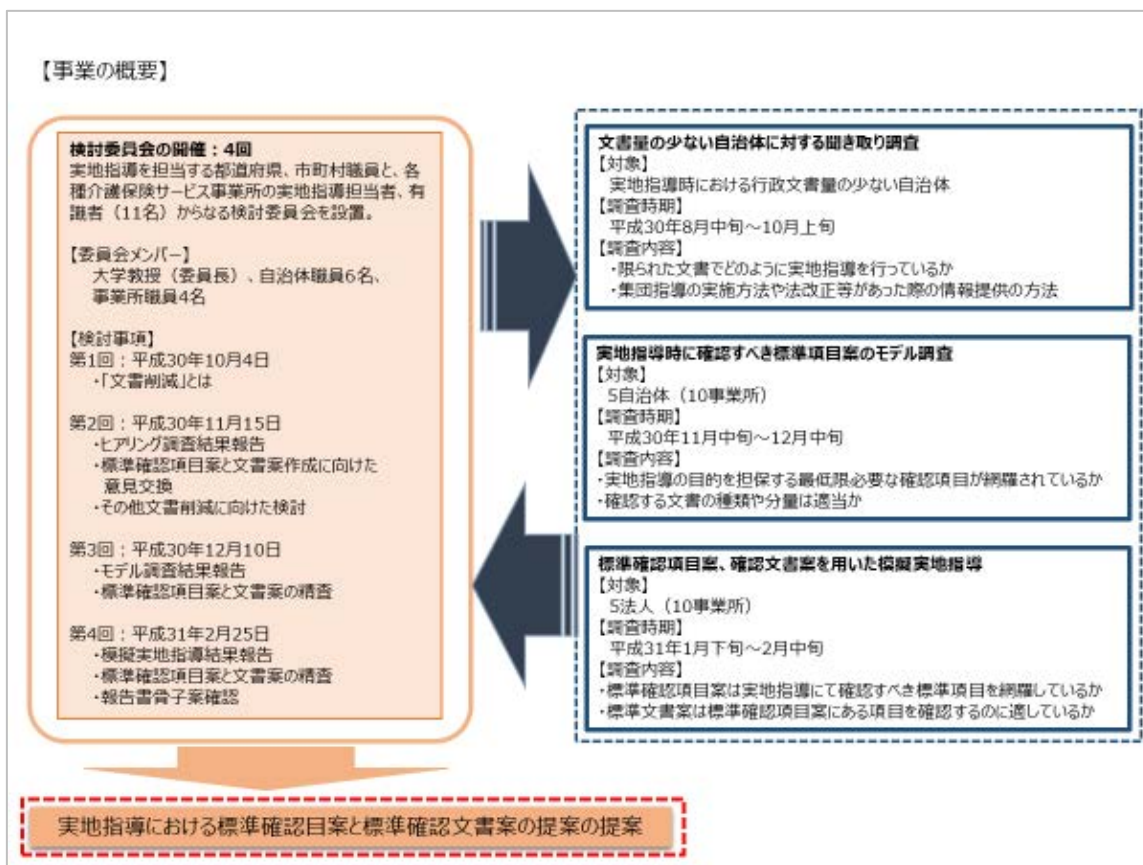 【事業の概要】
検討委員会の開催：4回
実地指導を担当する都道府県、市町村職員と、各
種介護保険サービス事業所の実地指導担当者、有
識者（11名）からなる検討委員会を設置。
【委員会メンバー】
大学教授（委員長）、自治体職員6名、
事業所職員4名
【検討事項】
第1回：平成30年10月4日
・「文書削減」とは
第2回：平成30年11月15日
・ヒアリング調査結果報告
・標準確認項目案と文書案作成に向けた
意見交換
・その他文書削減に向けた検討
第3回：平成30年12月10日
・モデル調査結果報告
・標準確認項目案と文書案の精査
第4回：平成31年2月25日
・模擬実地指導結果報告
・標準確認項目案と文書案の精査
・報告書骨子案確認
文書量の少ない自治体に対する聞き取り調査
【対象】
実地指導時における行政文書量の少ない自治体
【調査時期】
平成30年8月中旬～10月上旬
【調査内容】
・限られた文書でどのように実地指導を行っているか
・集団指導の実施方法や法改正等があった際の情報提供の方法
実地指導時に確認すべき標準項目案のモデル調査
【対象】
5自治体（10事業所）
【調査時期】
平成30年11月中旬～12月中旬
【調査内容】
・実地指導の目的を担保する最低限必要な確認項目が網羅されているか
・確認する文書の種類や分量は適当か
標準確認項目案、確認文書案を用いた模擬実地指導
【対象】
5法人（10事業所）
【調査時期】
平成31年1月下旬～2月中旬
【調査内容】
・標準確認項目案は実地指導にて確認すべき標準項目を網羅しているか
・標準文書案は標準確認項目案にある項目を確認するのに適しているか
実地指導における標準確認目案と標準確認文書案の提案の提案